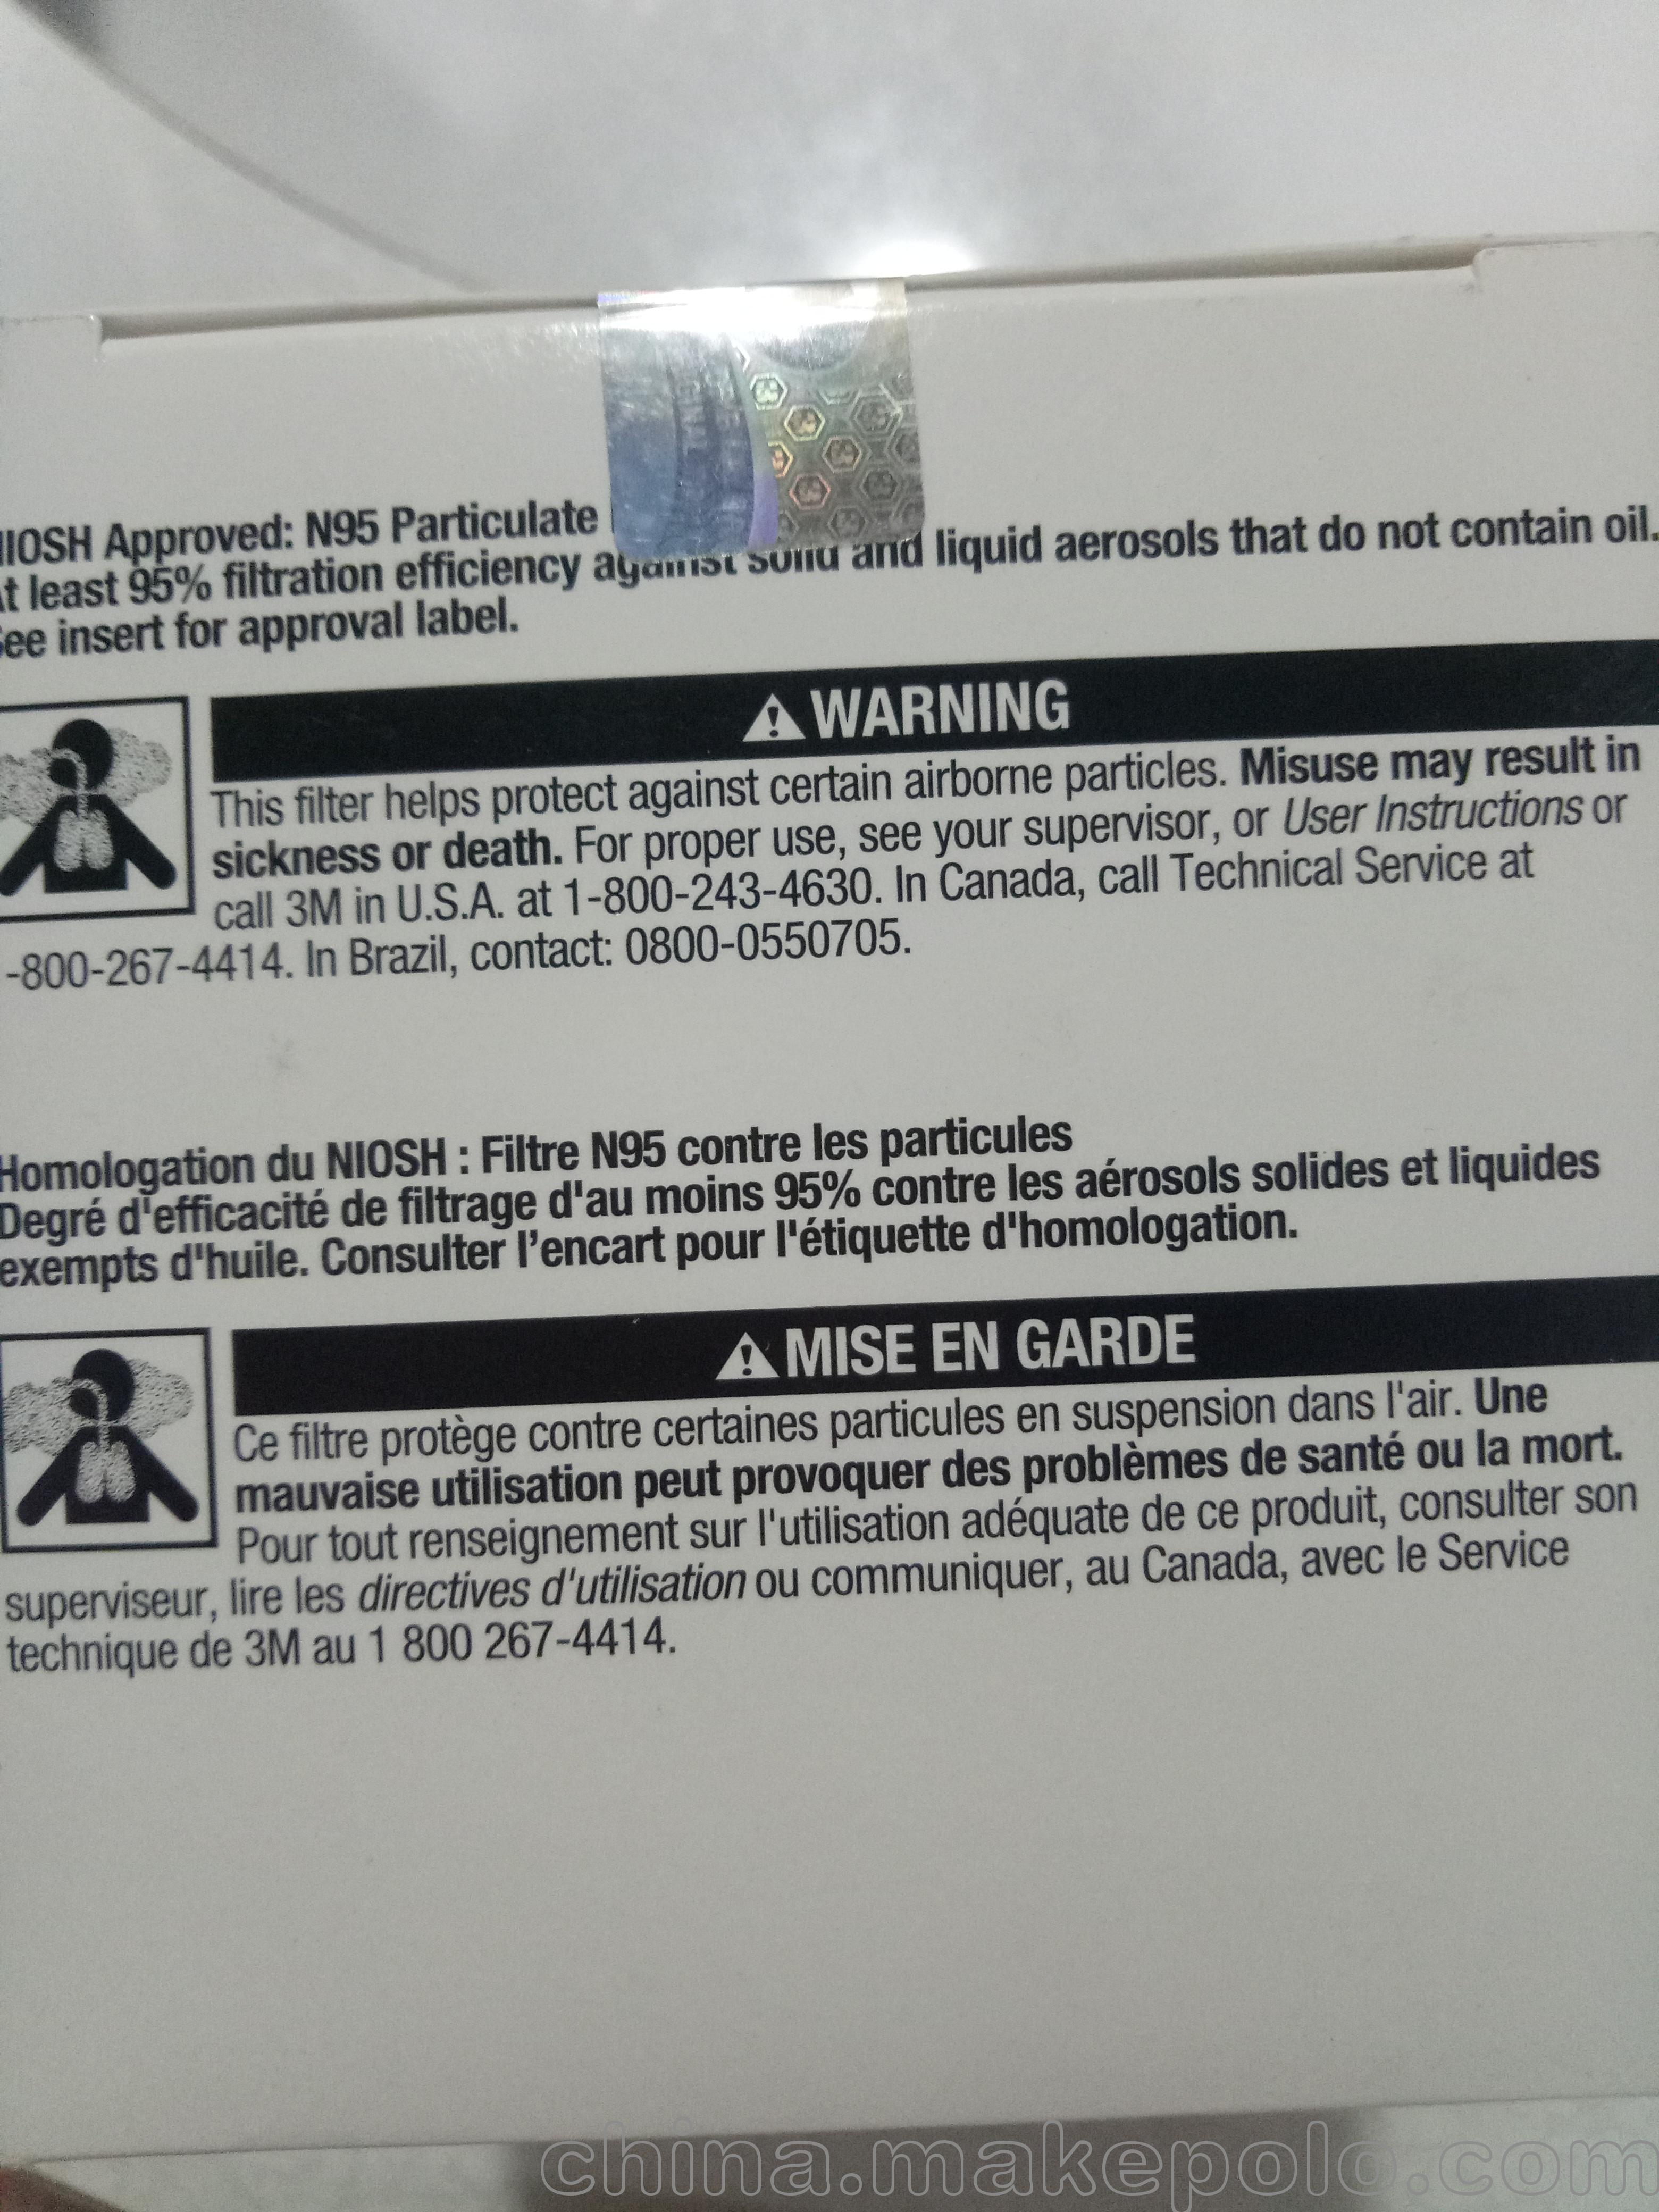 NIOSH Approved: N95 Particulate
At least 95% filtration efficiency against solid and liquid aerosols that do not contain oil.
See insert for approval label.
WARNING
This filter helps protect against certain airborne particles. Misuse may result in
sickness or death. For proper use, see your supervisor, or User Instructions or
call 3M in U.S.A. at 1-800-243-4630. In Canada, call Technical Service at
-800-267-4414. In Brazil, contact: 0800-0550705.
Homologation du NIOSH : Filtre N95 contre les particules
Degré d'efficacité de filtrage d'au moins 95% contre les aérosols solides et liquides
exempts d'huile. Consulter l’encart pour l'étiquette d'homologation.
MISE EN GARDE
Ce filtre protège contre certaines particules en suspension dans l'air. Une
mauvaise utilisation peut provoquer des problèmes de santé ou la mort.
Pour tout renseignement sur l'utilisation adéquate de ce produit, consulter son
superviseur, lire les directives d'utilisation ou communiquer, au Canada, avec le Service
technique de 3M au 1 800 267-4414.
china.makepolo.com